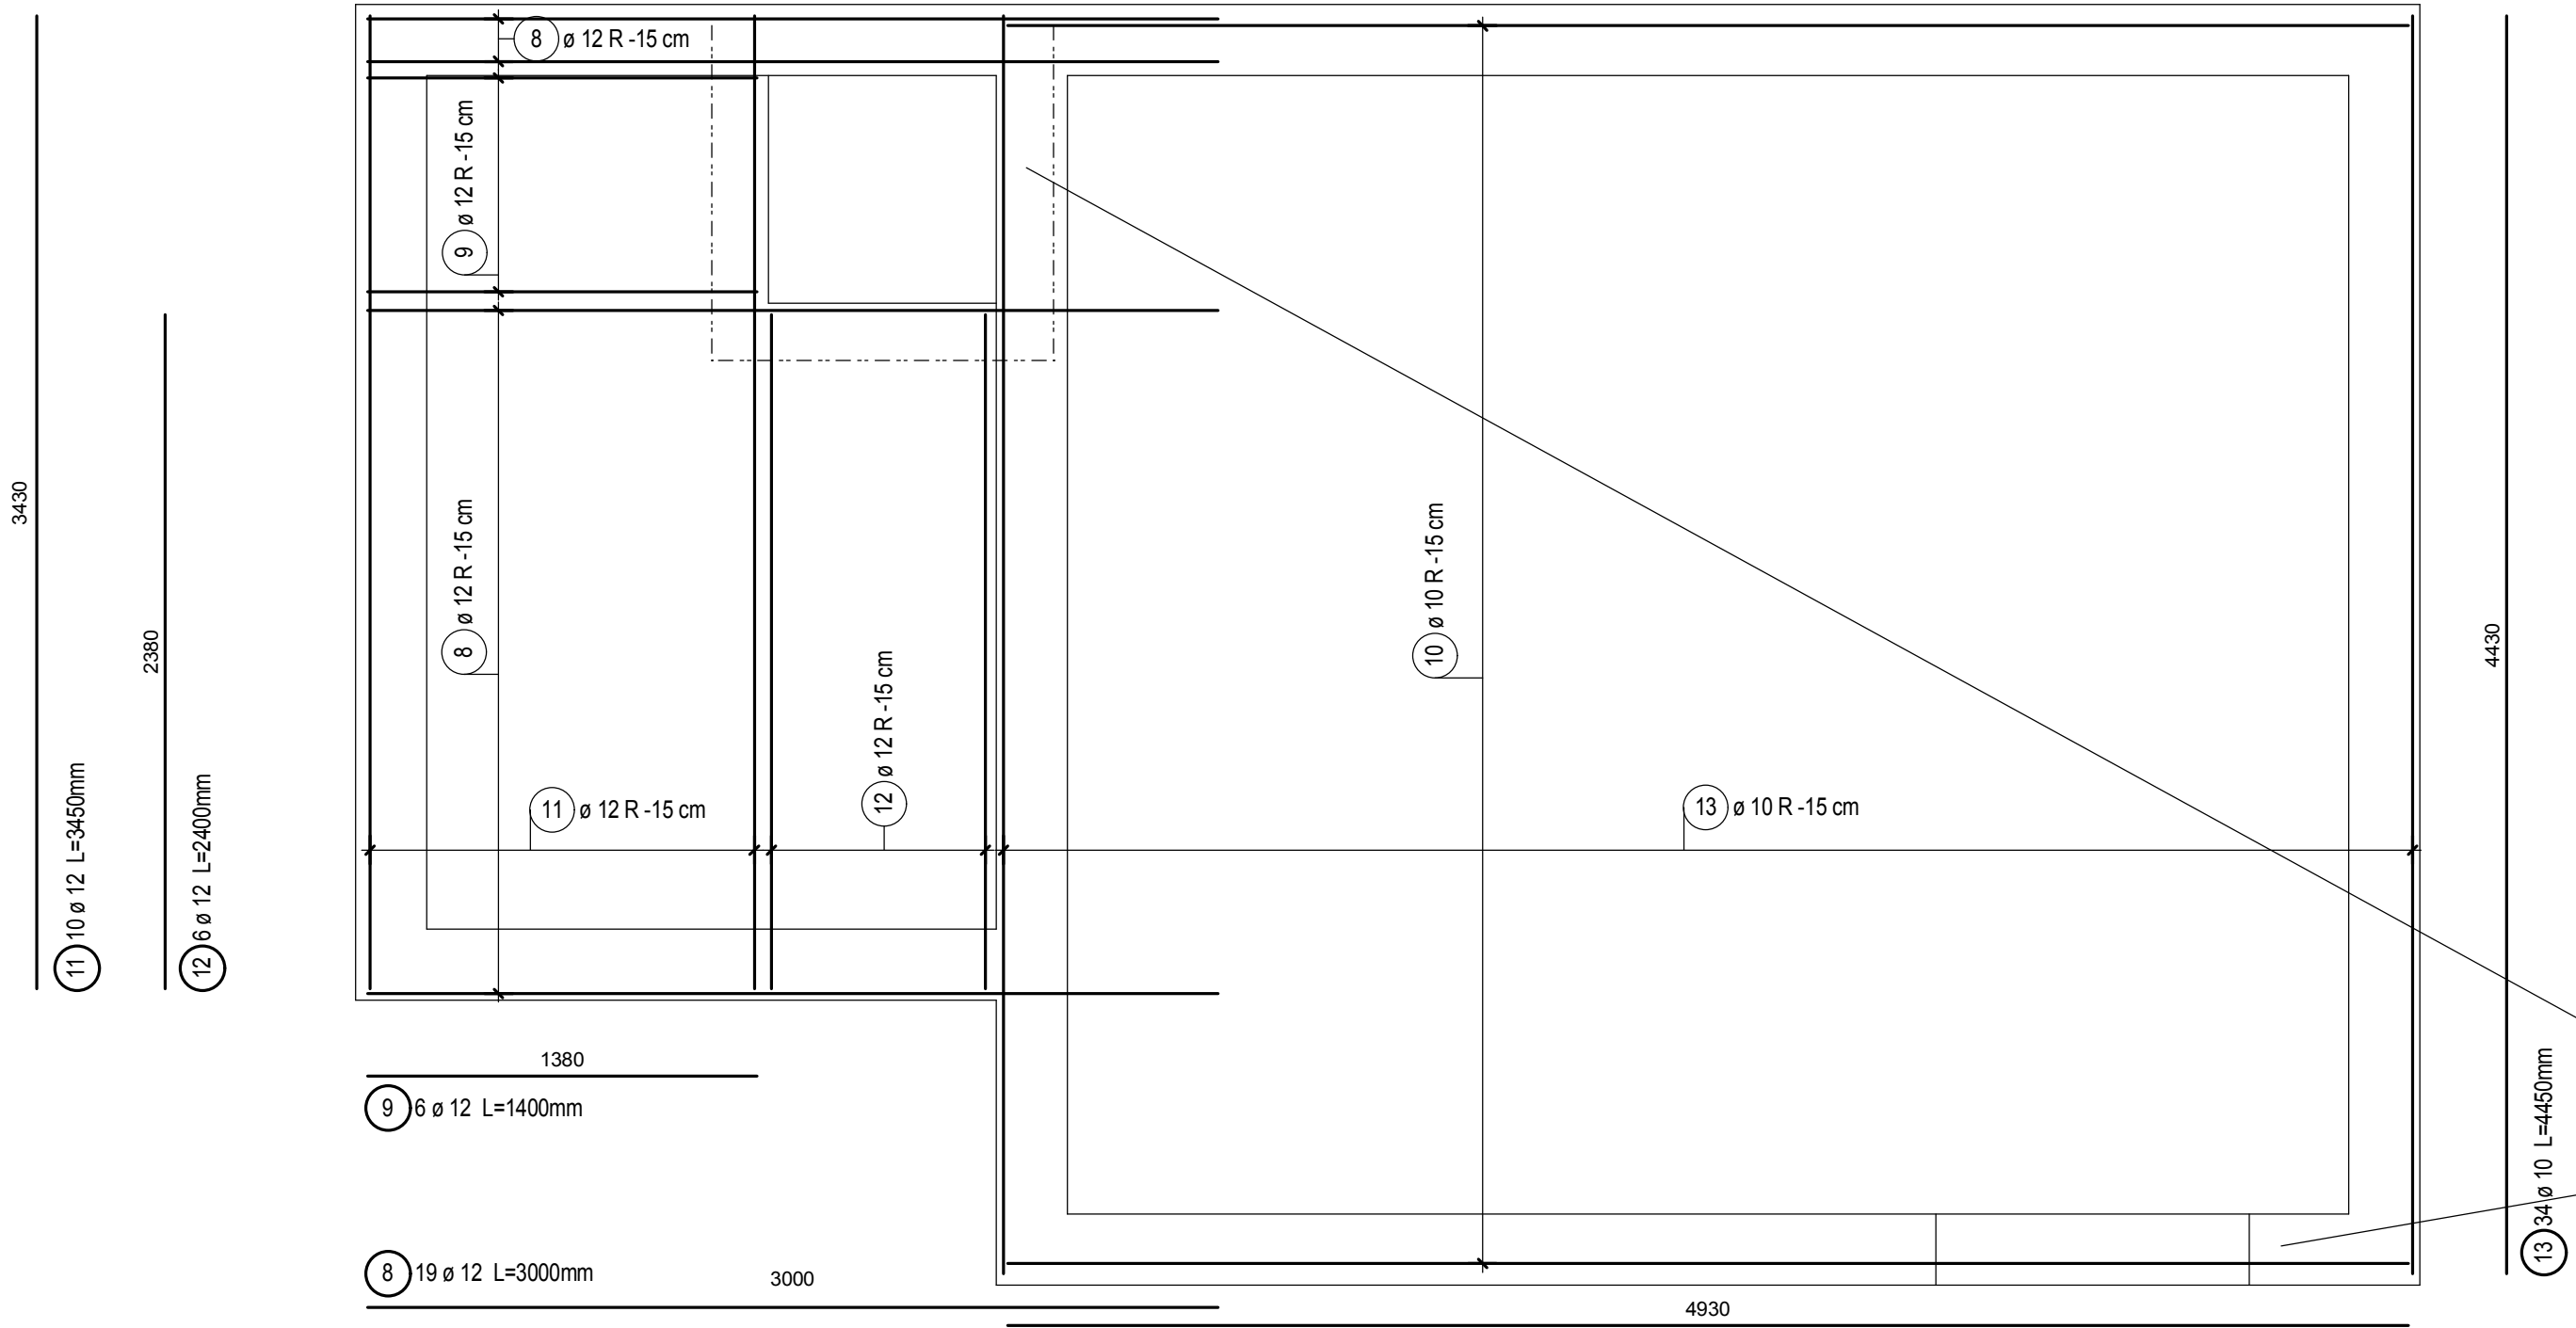 8 ø 12 R -15 cm
9 ø 12 R -15 cm
3430
2380
8 ø 12 R -15 cm
10 ø 10 R -15 cm
4430
11 ø 12 R -15 cm
12 ø 12 R -15 cm
13 ø 10 R -15 cm
11 10 ø 12 L=3450mm
12 6 ø 12 L=2400mm
1380
9 6 ø 12 L=1400mm
13 34 ø 10 L=4450mm
8 19 ø 12 L=3000mm
3000
4930